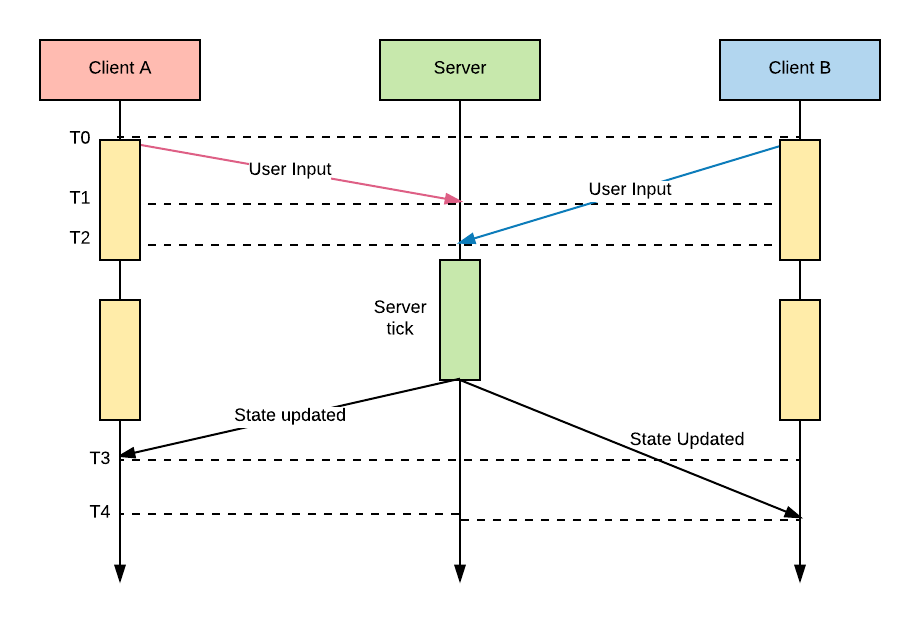 Client A
Server
Client B
T0
User Input
User Input
T1
T2
Server
tick
State updated
State Updated
T3
T4